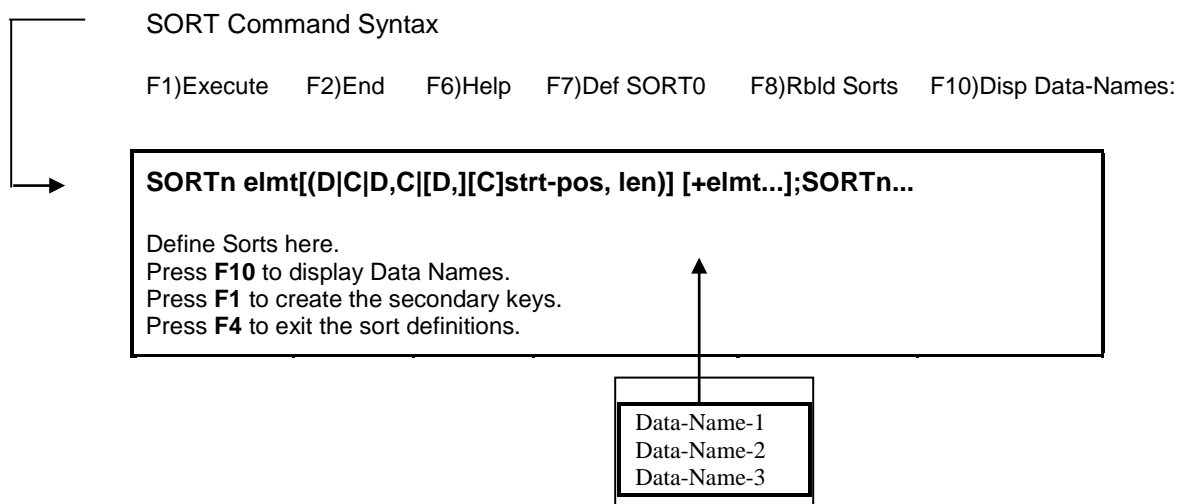 SORT Command Syntax
F1)Execute F2)End F6)Help F7)Def SORT0 F8)Rbld Sorts F10)Disp Data-Names:
SORTn elmt[(D|C|D,C|[D,][C]strt-pos, len)] [+elmt...];SORTn...
Define Sorts here.
Press F10 to display Data Names.
Press F1 to create the secondary keys.
Press F4 to exit the sort definitions.
Data-Name-1
Data-Name-2
Data-Name-3